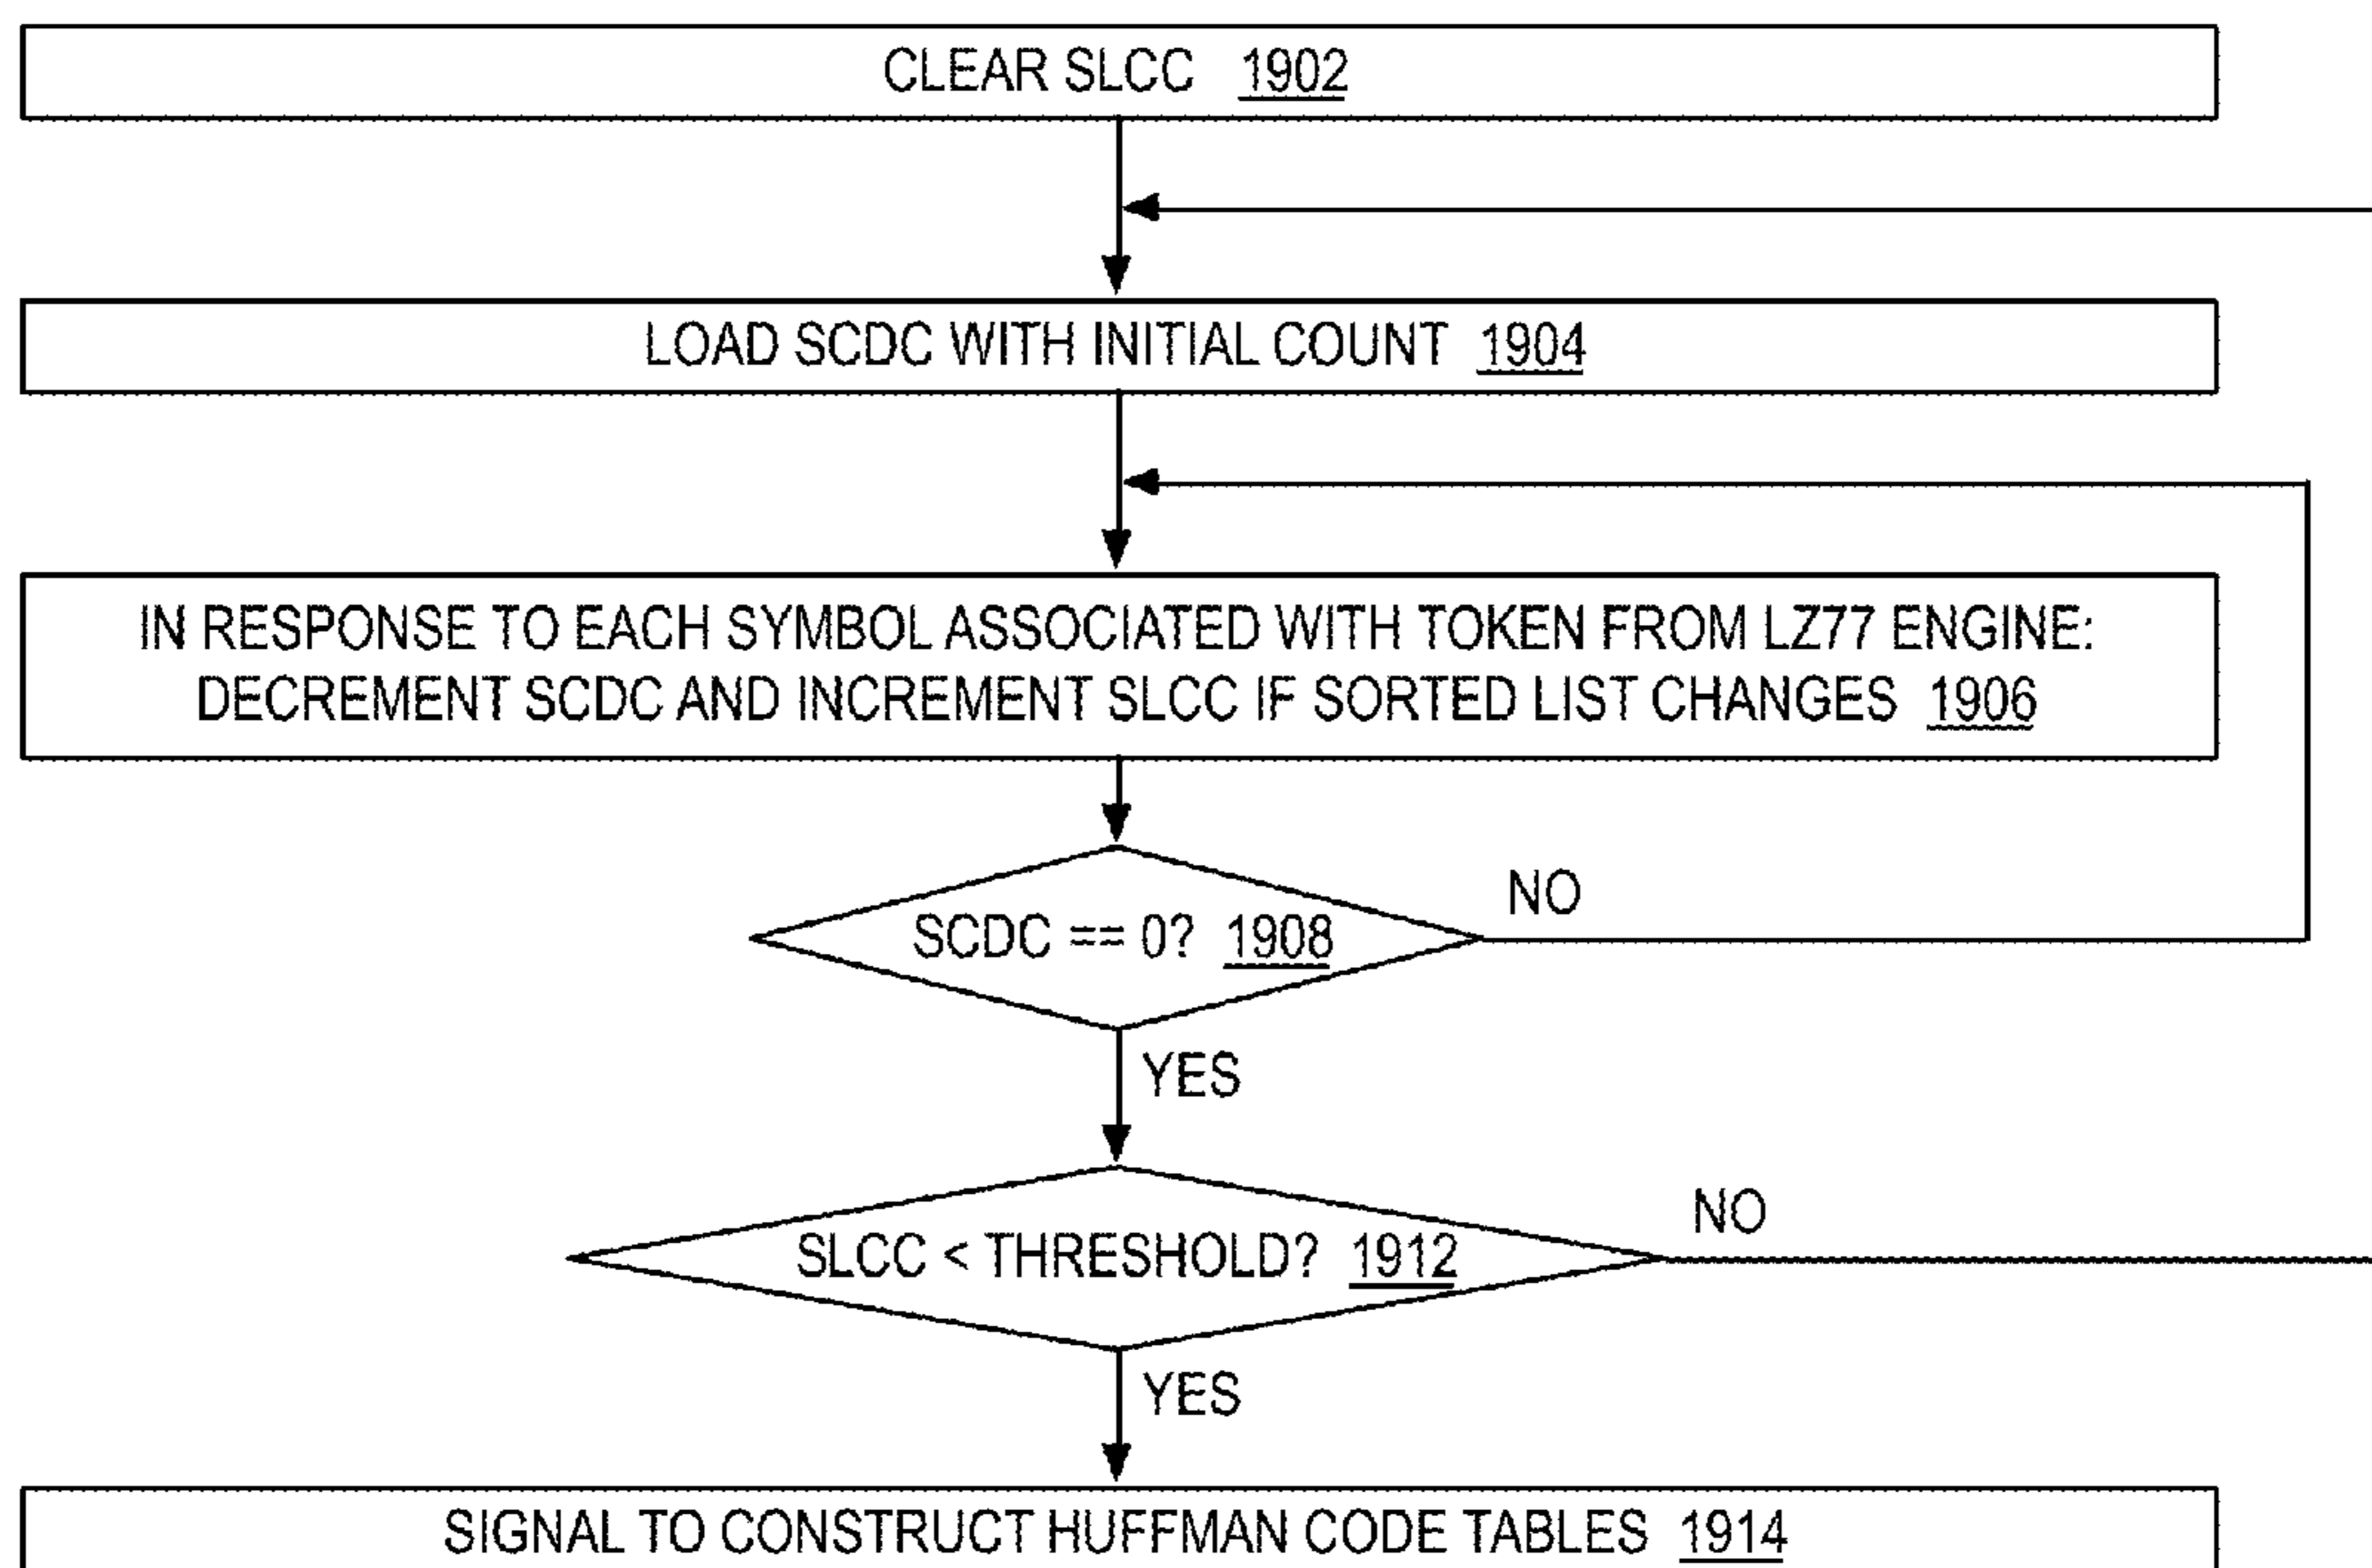 CLEAR SLCC 1902
LOAD SCDC WITH INITIAL COUNT 1904
IN RESPONSE TO EACH SYMBOL ASSOCIATED WITH TOKEN FROM LZ77 ENGINE:
DECREMENT SCDC AND INCREMENT SLCC IF SORTED LIST CHANGES 1906
SCDC == 0? 1908
NO
YES
SLCC < THRESHOLD? 1912
NO
YES
SIGNAL TO CONSTRUCT HUFFMAN CODE TABLES 1914